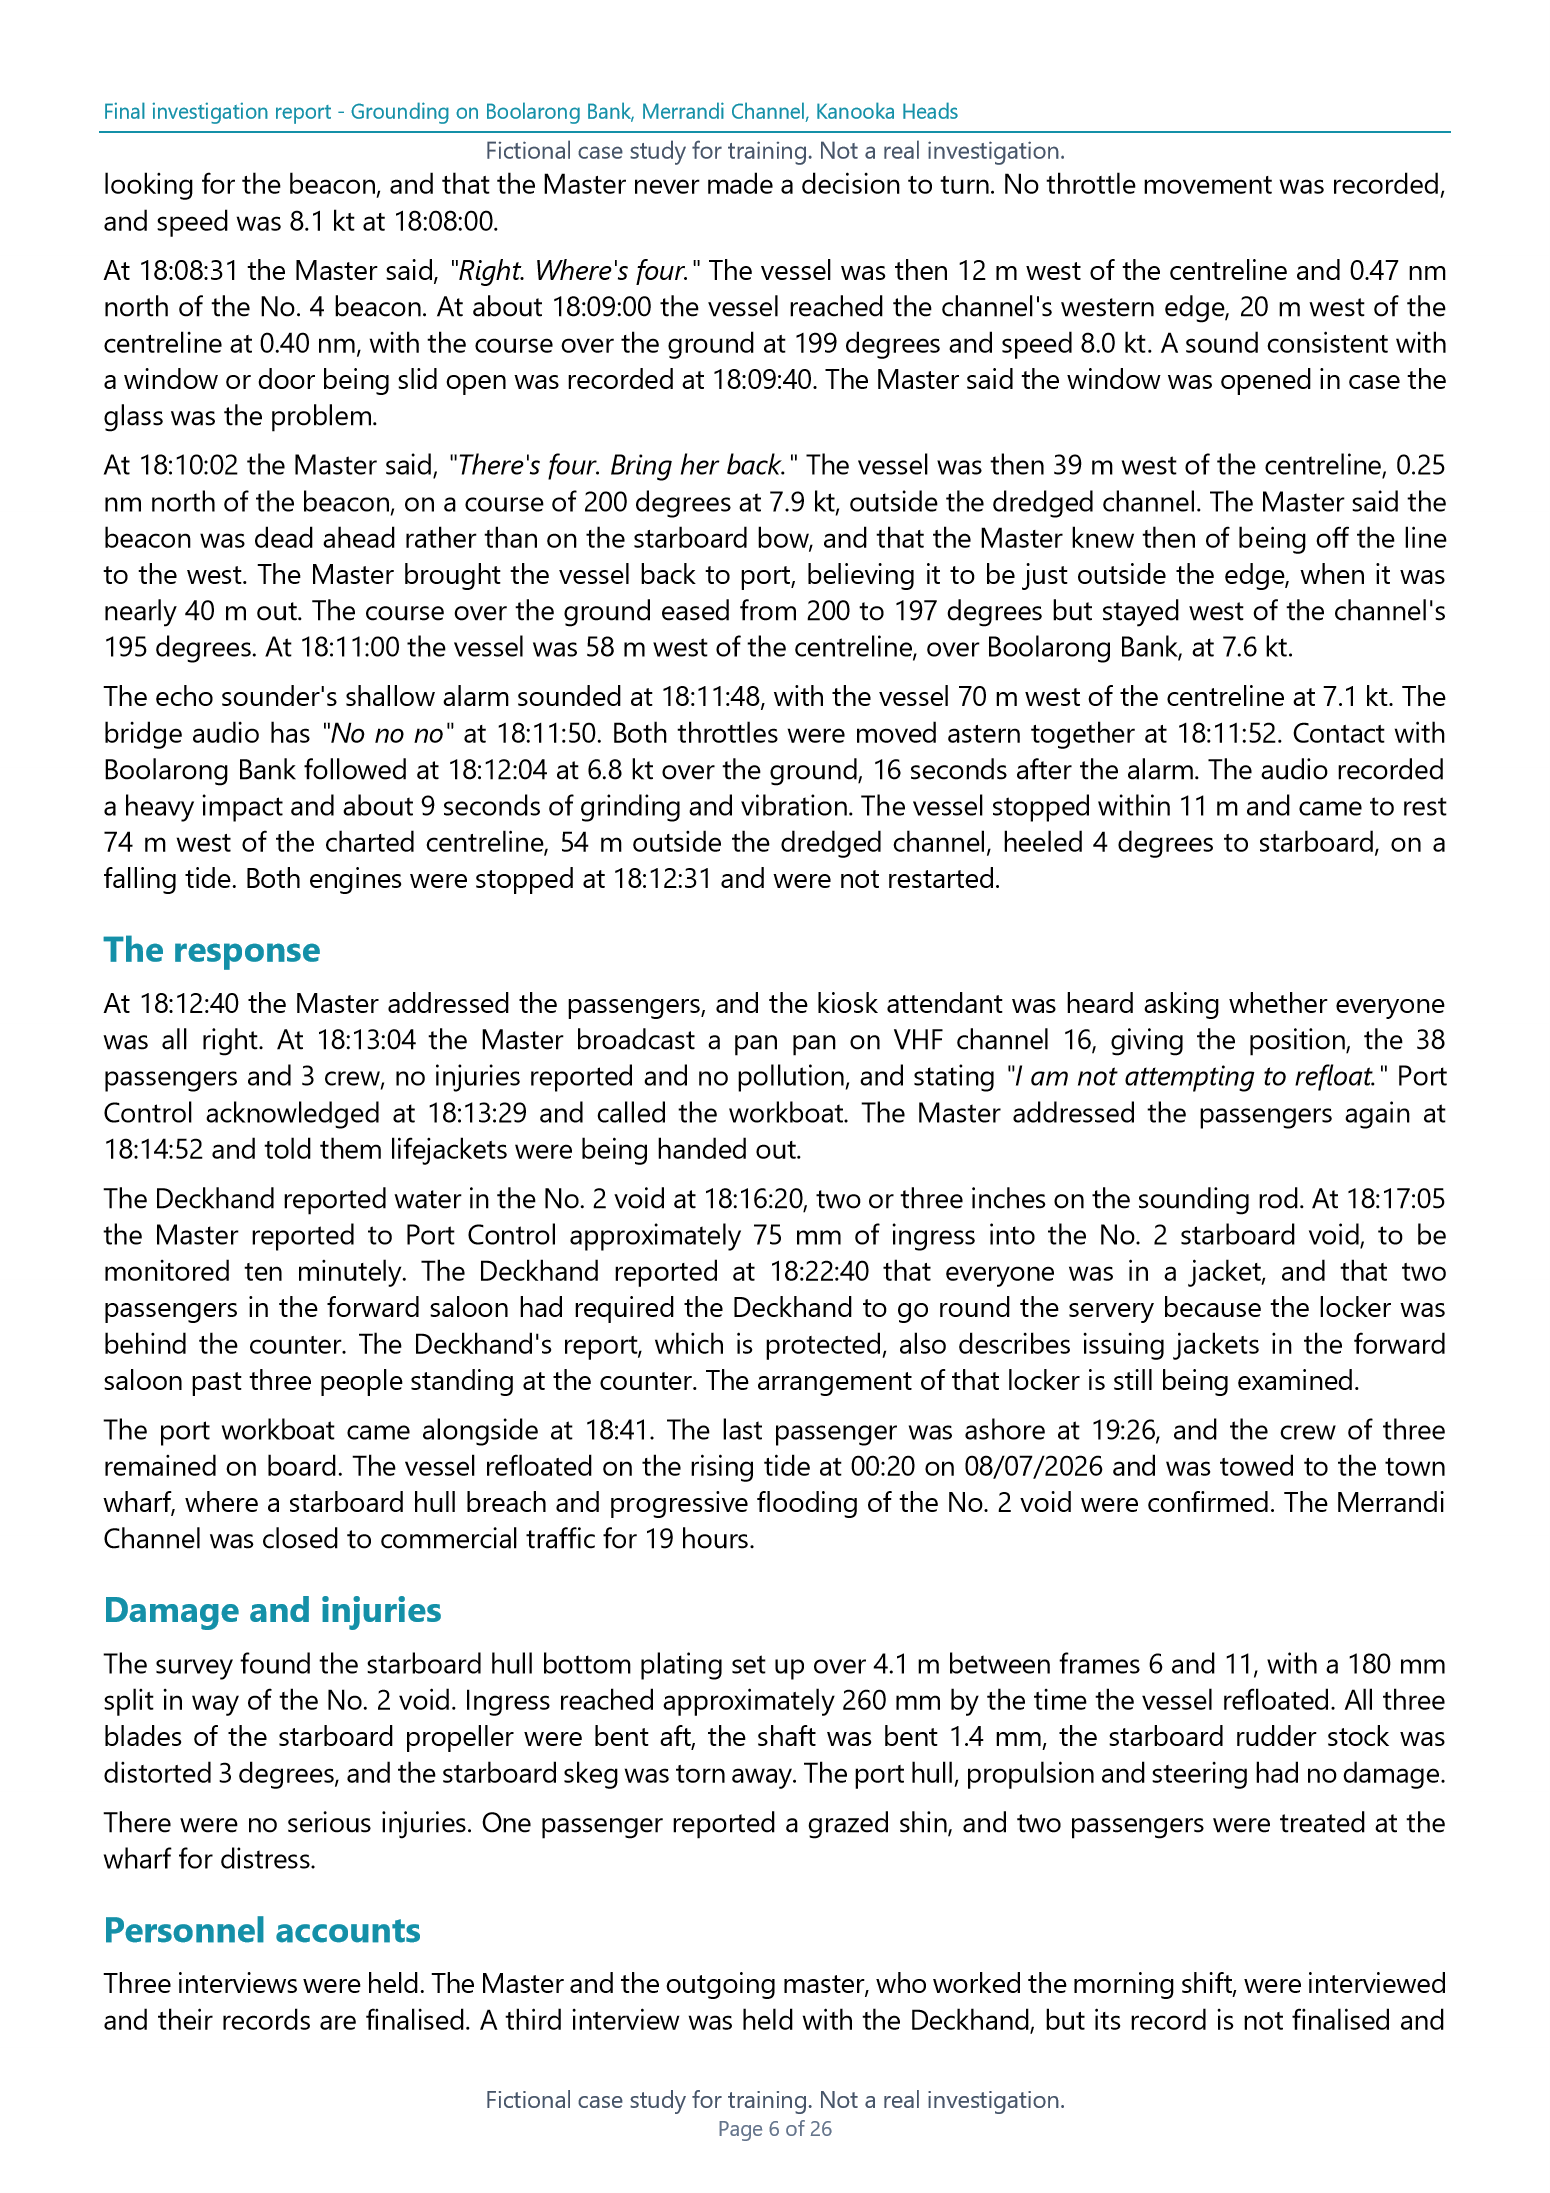 Final investigation report - Grounding on Boolarong Bank, Merrandi Channel, Kanooka Heads
Fictional case study for training. Not a real investigation.
looking for the beacon, and that the Master never made a decision to turn. No throttle movement was recorded,
and speed was 8.1 kt at 18:08:00.
At 18:08:31 the Master said, "Right. Where's four." The vessel was then 12 m west of the centreline and 0.47 nm
north of the No. 4 beacon. At about 18:09:00 the vessel reached the channel's western edge, 20 m west of the
centreline at 0.40 nm, with the course over the ground at 199 degrees and speed 8.0 kt. A sound consistent with
a window or door being slid open was recorded at 18:09:40. The Master said the window was opened in case the
glass was the problem.
At 18:10:02 the Master said, "There's four. Bring her back." The vessel was then 39 m west of the centreline, 0.25
nm north of the beacon, on a course of 200 degrees at 7.9 kt, outside the dredged channel. The Master said the
beacon was dead ahead rather than on the starboard bow, and that the Master knew then of being off the line
to the west. The Master brought the vessel back to port, believing it to be just outside the edge, when it was
nearly 40 m out. The course over the ground eased from 200 to 197 degrees but stayed west of the channel's
195 degrees. At 18:11:00 the vessel was 58 m west of the centreline, over Boolarong Bank, at 7.6 kt.
The echo sounder's shallow alarm sounded at 18:11:48, with the vessel 70 m west of the centreline at 7.1 kt. The
bridge audio has "No no no" at 18:11:50. Both throttles were moved astern together at 18:11:52. Contact with
Boolarong Bank followed at 18:12:04 at 6.8 kt over the ground, 16 seconds after the alarm. The audio recorded
a heavy impact and about 9 seconds of grinding and vibration. The vessel stopped within 11 m and came to rest
74 m west of the charted centreline, 54 m outside the dredged channel, heeled 4 degrees to starboard, on a
falling tide. Both engines were stopped at 18:12:31 and were not restarted.
The response
At 18:12:40 the Master addressed the passengers, and the kiosk attendant was heard asking whether everyone
was all right. At 18:13:04 the Master broadcast a pan pan on VHF channel 16, giving the position, the 38
passengers and 3 crew, no injuries reported and no pollution, and stating "I am not attempting to refloat." Port
Control acknowledged at 18:13:29 and called the workboat. The Master addressed the passengers again at
18:14:52 and told them lifejackets were being handed out.
The Deckhand reported water in the No. 2 void at 18:16:20, two or three inches on the sounding rod. At 18:17:05
the Master reported to Port Control approximately 75 mm of ingress into the No. 2 starboard void, to be
monitored ten minutely. The Deckhand reported at 18:22:40 that everyone was in a jacket, and that two
passengers in the forward saloon had required the Deckhand to go round the servery because the locker was
behind the counter. The Deckhand's report, which is protected, also describes issuing jackets in the forward
saloon past three people standing at the counter. The arrangement of that locker is still being examined.
The port workboat came alongside at 18:41. The last passenger was ashore at 19:26, and the crew of three
remained on board. The vessel refloated on the rising tide at 00:20 on 08/07/2026 and was towed to the town
wharf, where a starboard hull breach and progressive flooding of the No. 2 void were confirmed. The Merrandi
Channel was closed to commercial traffic for 19 hours.
Damage and injuries
The survey found the starboard hull bottom plating set up over 4.1 m between frames 6 and 11, with a 180 mm
split in way of the No. 2 void. Ingress reached approximately 260 mm by the time the vessel refloated. All three
blades of the starboard propeller were bent aft, the shaft was bent 1.4 mm, the starboard rudder stock was
distorted 3 degrees, and the starboard skeg was torn away. The port hull, propulsion and steering had no damage.
There were no serious injuries. One passenger reported a grazed shin, and two passengers were treated at the
wharf for distress.
Personnel accounts
Three interviews were held. The Master and the outgoing master, who worked the morning shift, were interviewed
and their records are finalised. A third interview was held with the Deckhand, but its record is not finalised and
Fictional case study for training. Not a real investigation.
Page 6 of 26